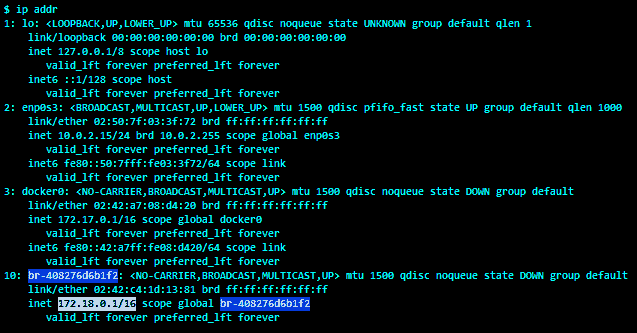 $ ip addr
1: lo: <LOOPBACK,UP,LOWER_UP> mtu 65536 qdisc noqueue state UNKNOWN group default qlen 1
link/loopback 00:00:00:00:00:00 brd 00:00:00:00:00:00
inet 127.0.0.1/8 scope host lo
valid_lft forever preferred_lft forever
inet6 ::1/128 scope host
valid_lft forever preferred_lft forever
2: enp0s3: <BROADCAST,MULTICAST,UP,LOWER_UP> mtu 1500 qdisc pfifo_fast state UP group default qlen 1000
link/ether 02:50:7f:03:3f:72 brd ff:ff:ff:ff:ff:ff
inet 10.0.2.15/24 brd 10.0.2.255 scope global enp0s3
valid_lft forever preferred_lft forever
inet6 fe80::50:7fff:fe03:3f72/64 scope link
valid_lft forever preferred_lft forever
3: docker0: <NO-CARRIER,BROADCAST,MULTICAST,UP> mtu 1500 qdisc noqueue state DOWN group default
link/ether 02:42:a7:08:d4:20 brd ff:ff:ff:ff:ff:ff
inet 172.17.0.1/16 scope global docker0
valid_lft forever preferred_lft forever
inet6 fe80::42:a7ff:fe08:d420/64 scope link
valid_lft forever preferred_lft forever
10: br-408276d6b1f2: <NO-CARRIER,BROADCAST,MULTICAST,UP> mtu 1500 qdisc noqueue state DOWN group default
link/ether 02:42:c4:1d:13:81 brd ff:ff:ff:ff:ff:ff
inet 172.18.0.1/16 scope global br-408276d6b1f2
valid_lft forever preferred_lft forever